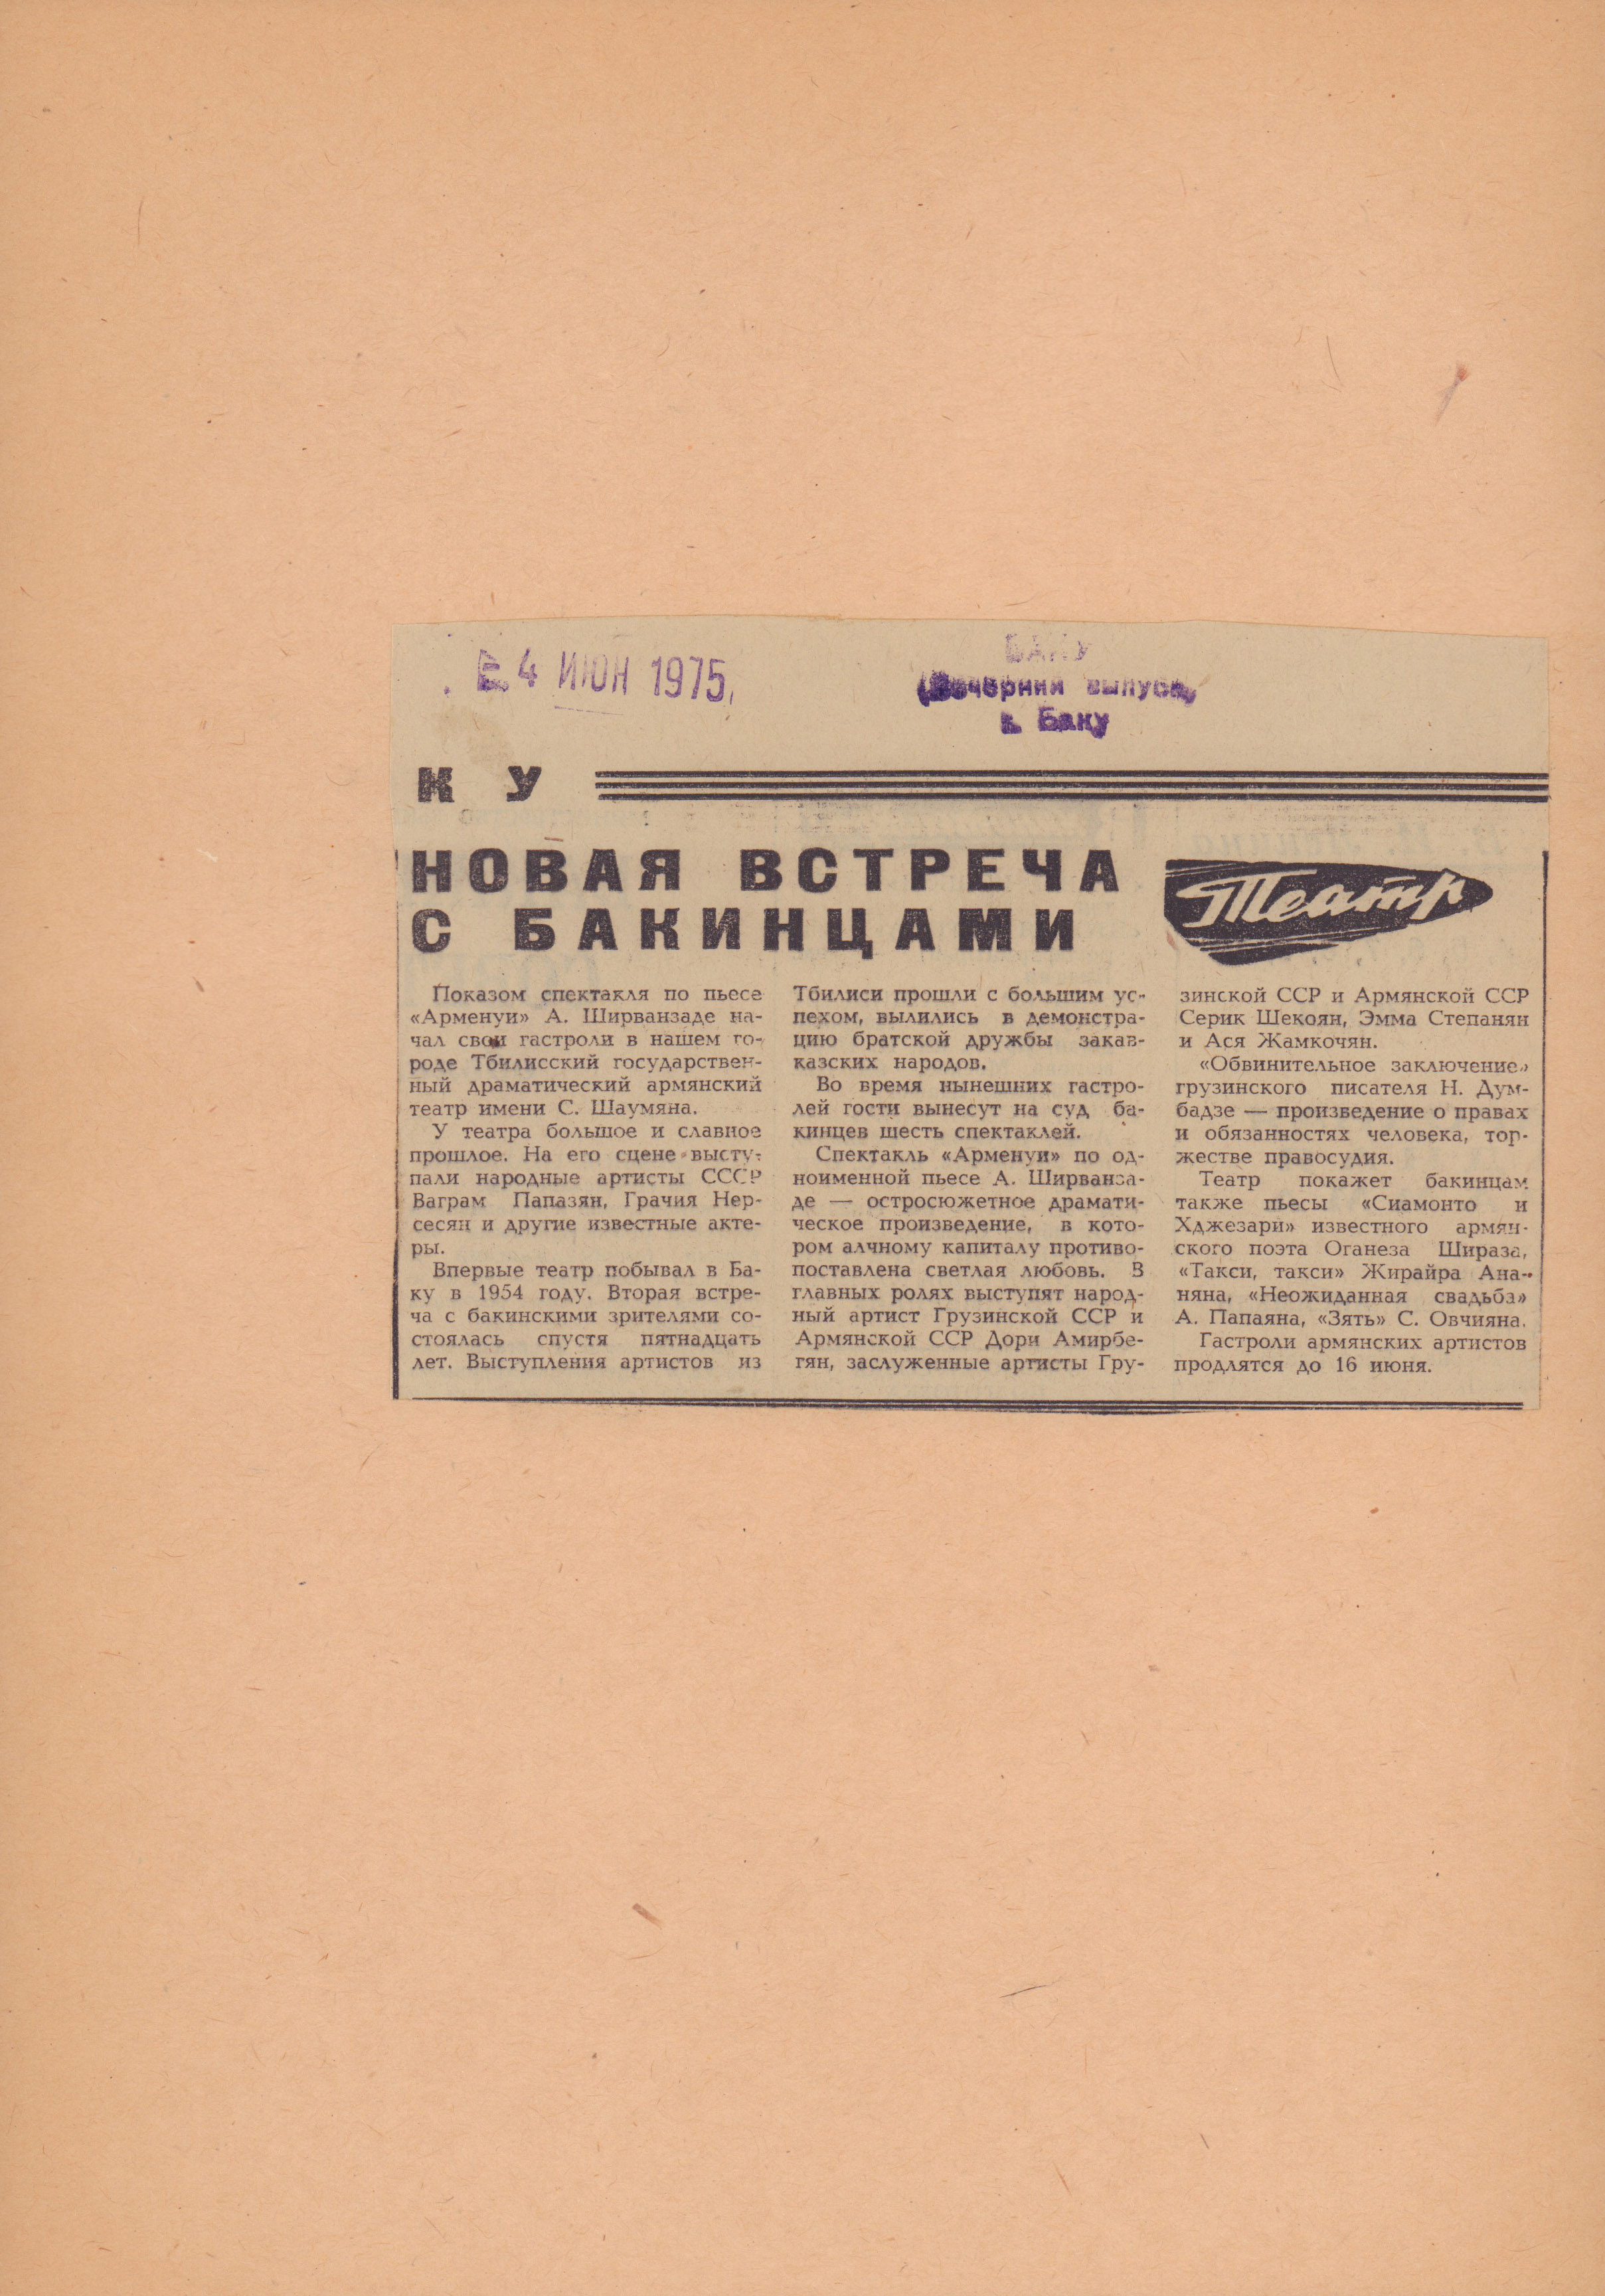 4 ИЮН 1975
БАКУ
(Вечерний выпуск)
г. Баку
К У
НОВАЯ ВСТРЕЧА
С БАКИНЦАМИ
Театр
Показом спектакля по пьесе
«Арменуи» А. Ширванзаде на-
чал свои гастроли в нашем го-
роде Тбилисский государствен-
ный драматический армянский
театр имени С. Шаумяна.
У театра большое и славное
прошлое. На его сцене высту-
пали народные артисты СССР
Ваграм Папазян, Грачия Нер-
сесян и другие известные акте-
ры.
Впервые театр побывал в Ба-
ку в 1954 году. Вторая встре-
ча с бакинскими зрителями со-
стоялась спустя пятнадцать
лет. Выступления артистов из
Тбилиси прошли с большим ус-
пехом, вылились в демонстра-
цию братской дружбы закав-
казских народов.
Во время нынешних гастро-
лей гости вынесут на суд ба-
кинцев шесть спектаклей.
Спектакль «Арменуи» по од-
ноименной пьесе А. Ширванза-
де — остросюжетное драмати-
ческое произведение, в кото-
ром алчному капиталу противо-
поставлена светлая любовь. В
главных ролях выступят народ-
ный артист Грузинской ССР и
Армянской ССР Дори Амирбе-
гян, заслуженные артисты Гру-
зинской ССР и Армянской ССР
Серик Шекоян, Эмма Степанян
и Ася Жамкочян.
«Обвинительное заключение»
грузинского писателя Н. Дум-
бадзе — произведение о правах
и обязанностях человека, тор-
жестве правосудия.
Театр покажет бакинцам
также пьесы «Сиамонто и
Хджезари» известного армян-
ского поэта Оганеза Шираза,
«Такси, такси» Жирайра Ана-
няна, «Неожиданная свадьба»
А. Папаяна, «Зять» С. Овчияна.
Гастроли армянских артистов
продлятся до 16 июня.